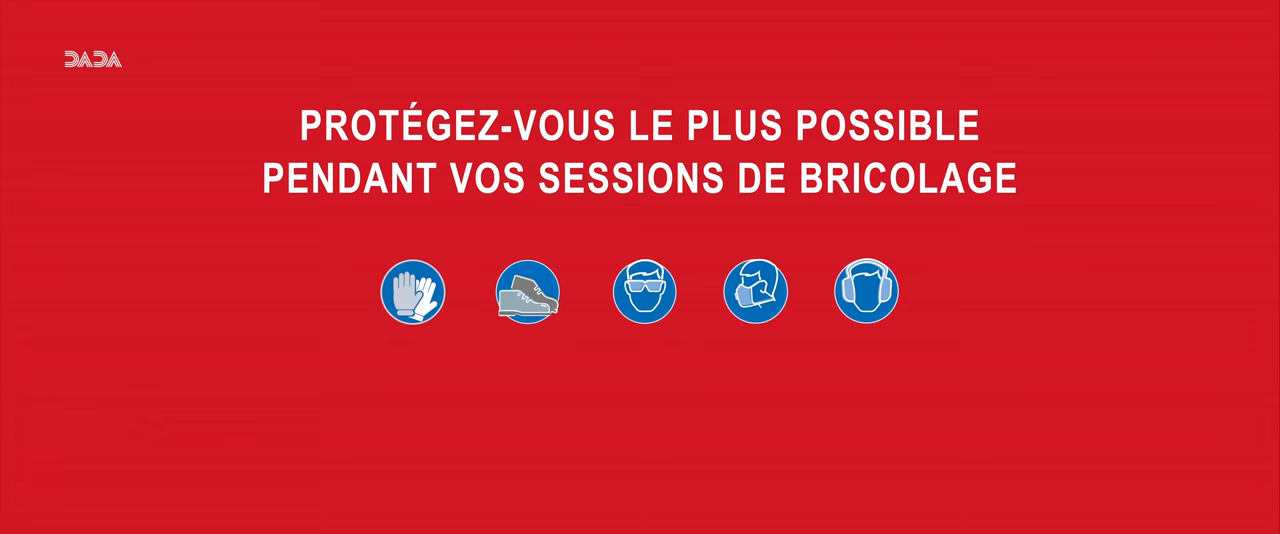 DADA
PROTÉGEZ-VOUS LE PLUS POSSIBLE
PENDANT VOS SESSIONS DE BRICOLAGE